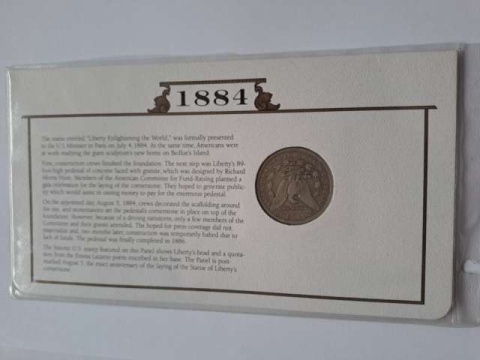 1884
The statue entitled "Liberty Enlightening the World," was formally presented
to the U.S. Minister in Paris on July 4, 1884. At the same time, Americans were
at work readying the giant sculpture's new home on Bedloe's Island.
First, construction crews finished the foundation. The next step was Liberty's 89-
foot-high pedestal of concrete faced with granite, which was designed by Richard
Morris Hunt. Members of the American Committee for Fund-Raising planned a
gala celebration for the laying of the cornerstone. They hoped to generate public-
ity which would assist in raising money to pay for the enormous pedestal.
On the appointed day, August 5, 1884, crews decorated the scaffolding around
the site, and stonemasons set the pedestal's cornerstone in place on top of the
foundation. However, because of a driving rainstorm, only a few members of the
Committee and their guests attended. The hoped for press coverage did not
materialize and, two months later, construction was temporarily halted due to
lack of funds. The pedestal was finally completed in 1886.
The historic U.S. stamp featured on this Panel shows Liberty's head and a quota-
tion from the Emma Lazarus poem inscribed in her base. The Panel is post-
marked August 5, the exact anniversary of the laying of the Statue of Liberty's
cornerstone.